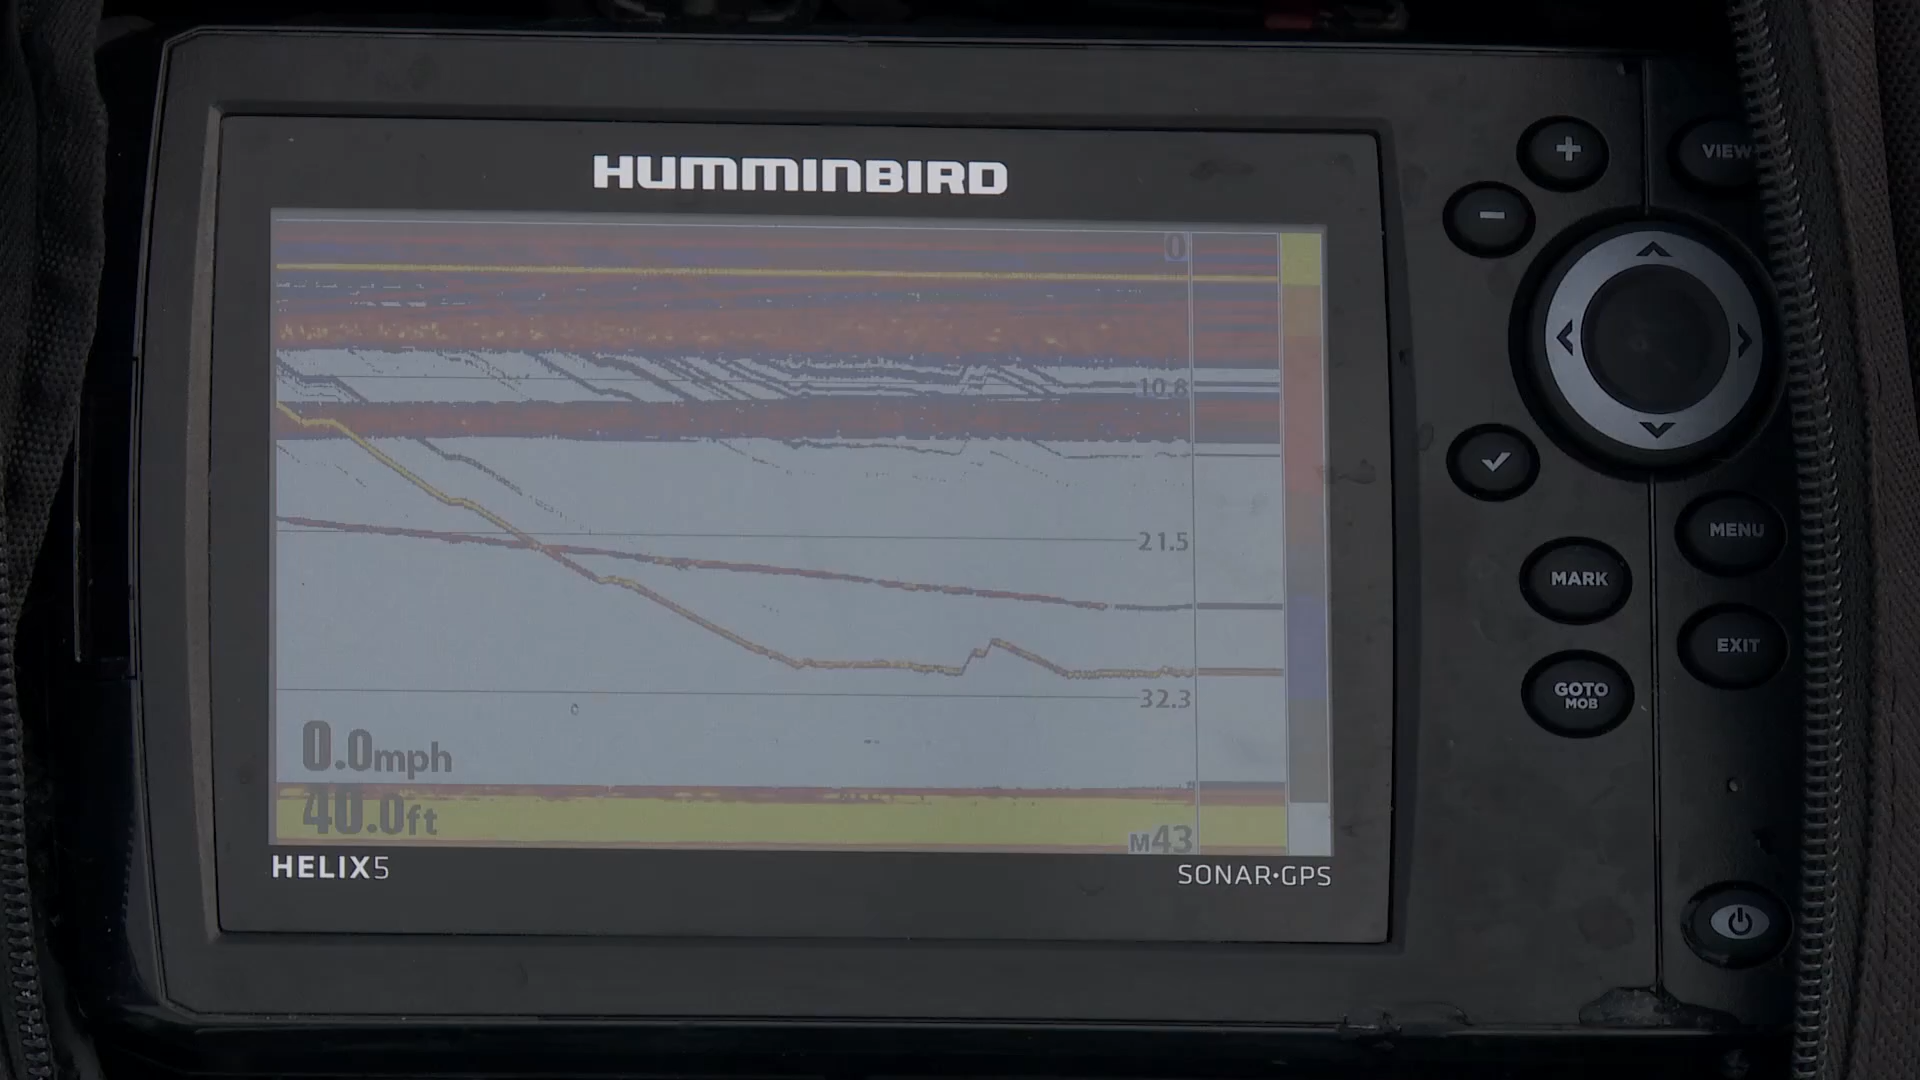 HUMMINBIRD
VIEW
0
10.8
21.5
MENU
MARK
EXIT
GOTO
MOB
32.3
0.0mph
40.0ft
M43
HELIX5
SONAR·GPS